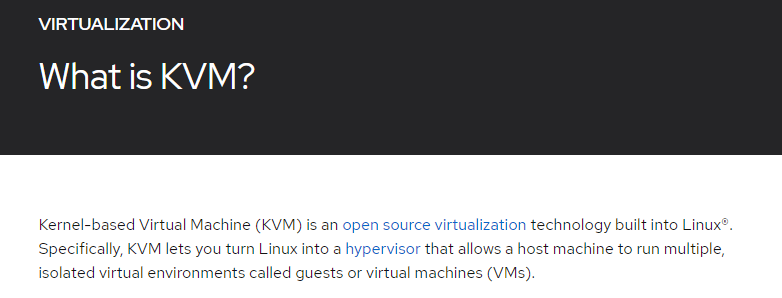 VIRTUALIZATION
What is KVM?
Kernel-based Virtual Machine (KVM) is an open source virtualization technology built into Linux®.
Specifically, KVM lets you turn Linux into a hypervisor that allows a host machine to run multiple,
isolated virtual environments called guests or virtual machines (VMs).